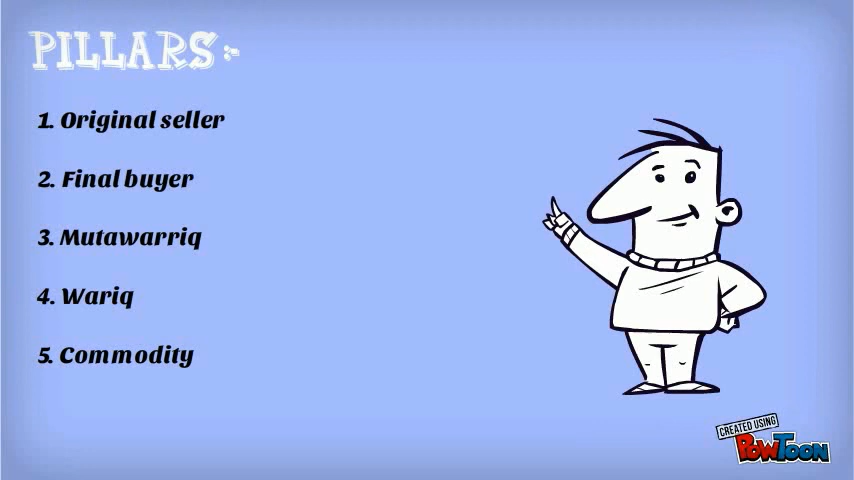 PILLARS:-
1. Original seller
2. Final buyer
3. Mutawarriq
4. Wariq
5. Commodity
CREATED USING
POWTOON